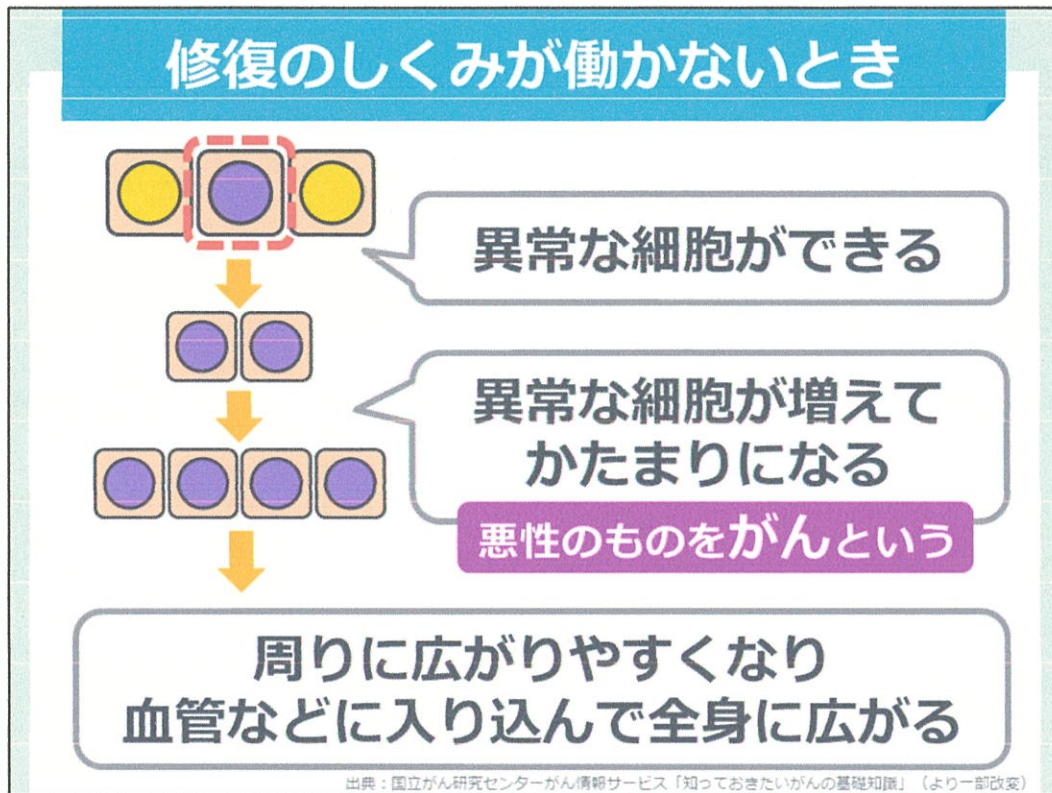 修復のしくみが働かないとき
異常な細胞ができる
異常な細胞が増えて
かたまりになる
悪性のものをがんという
周りに広がりやすくなり
血管などに入り込んで全身に広がる
出典：国立がん研究センターがん情報サービス「知っておきたいがんの基礎知識」（より一部改変）